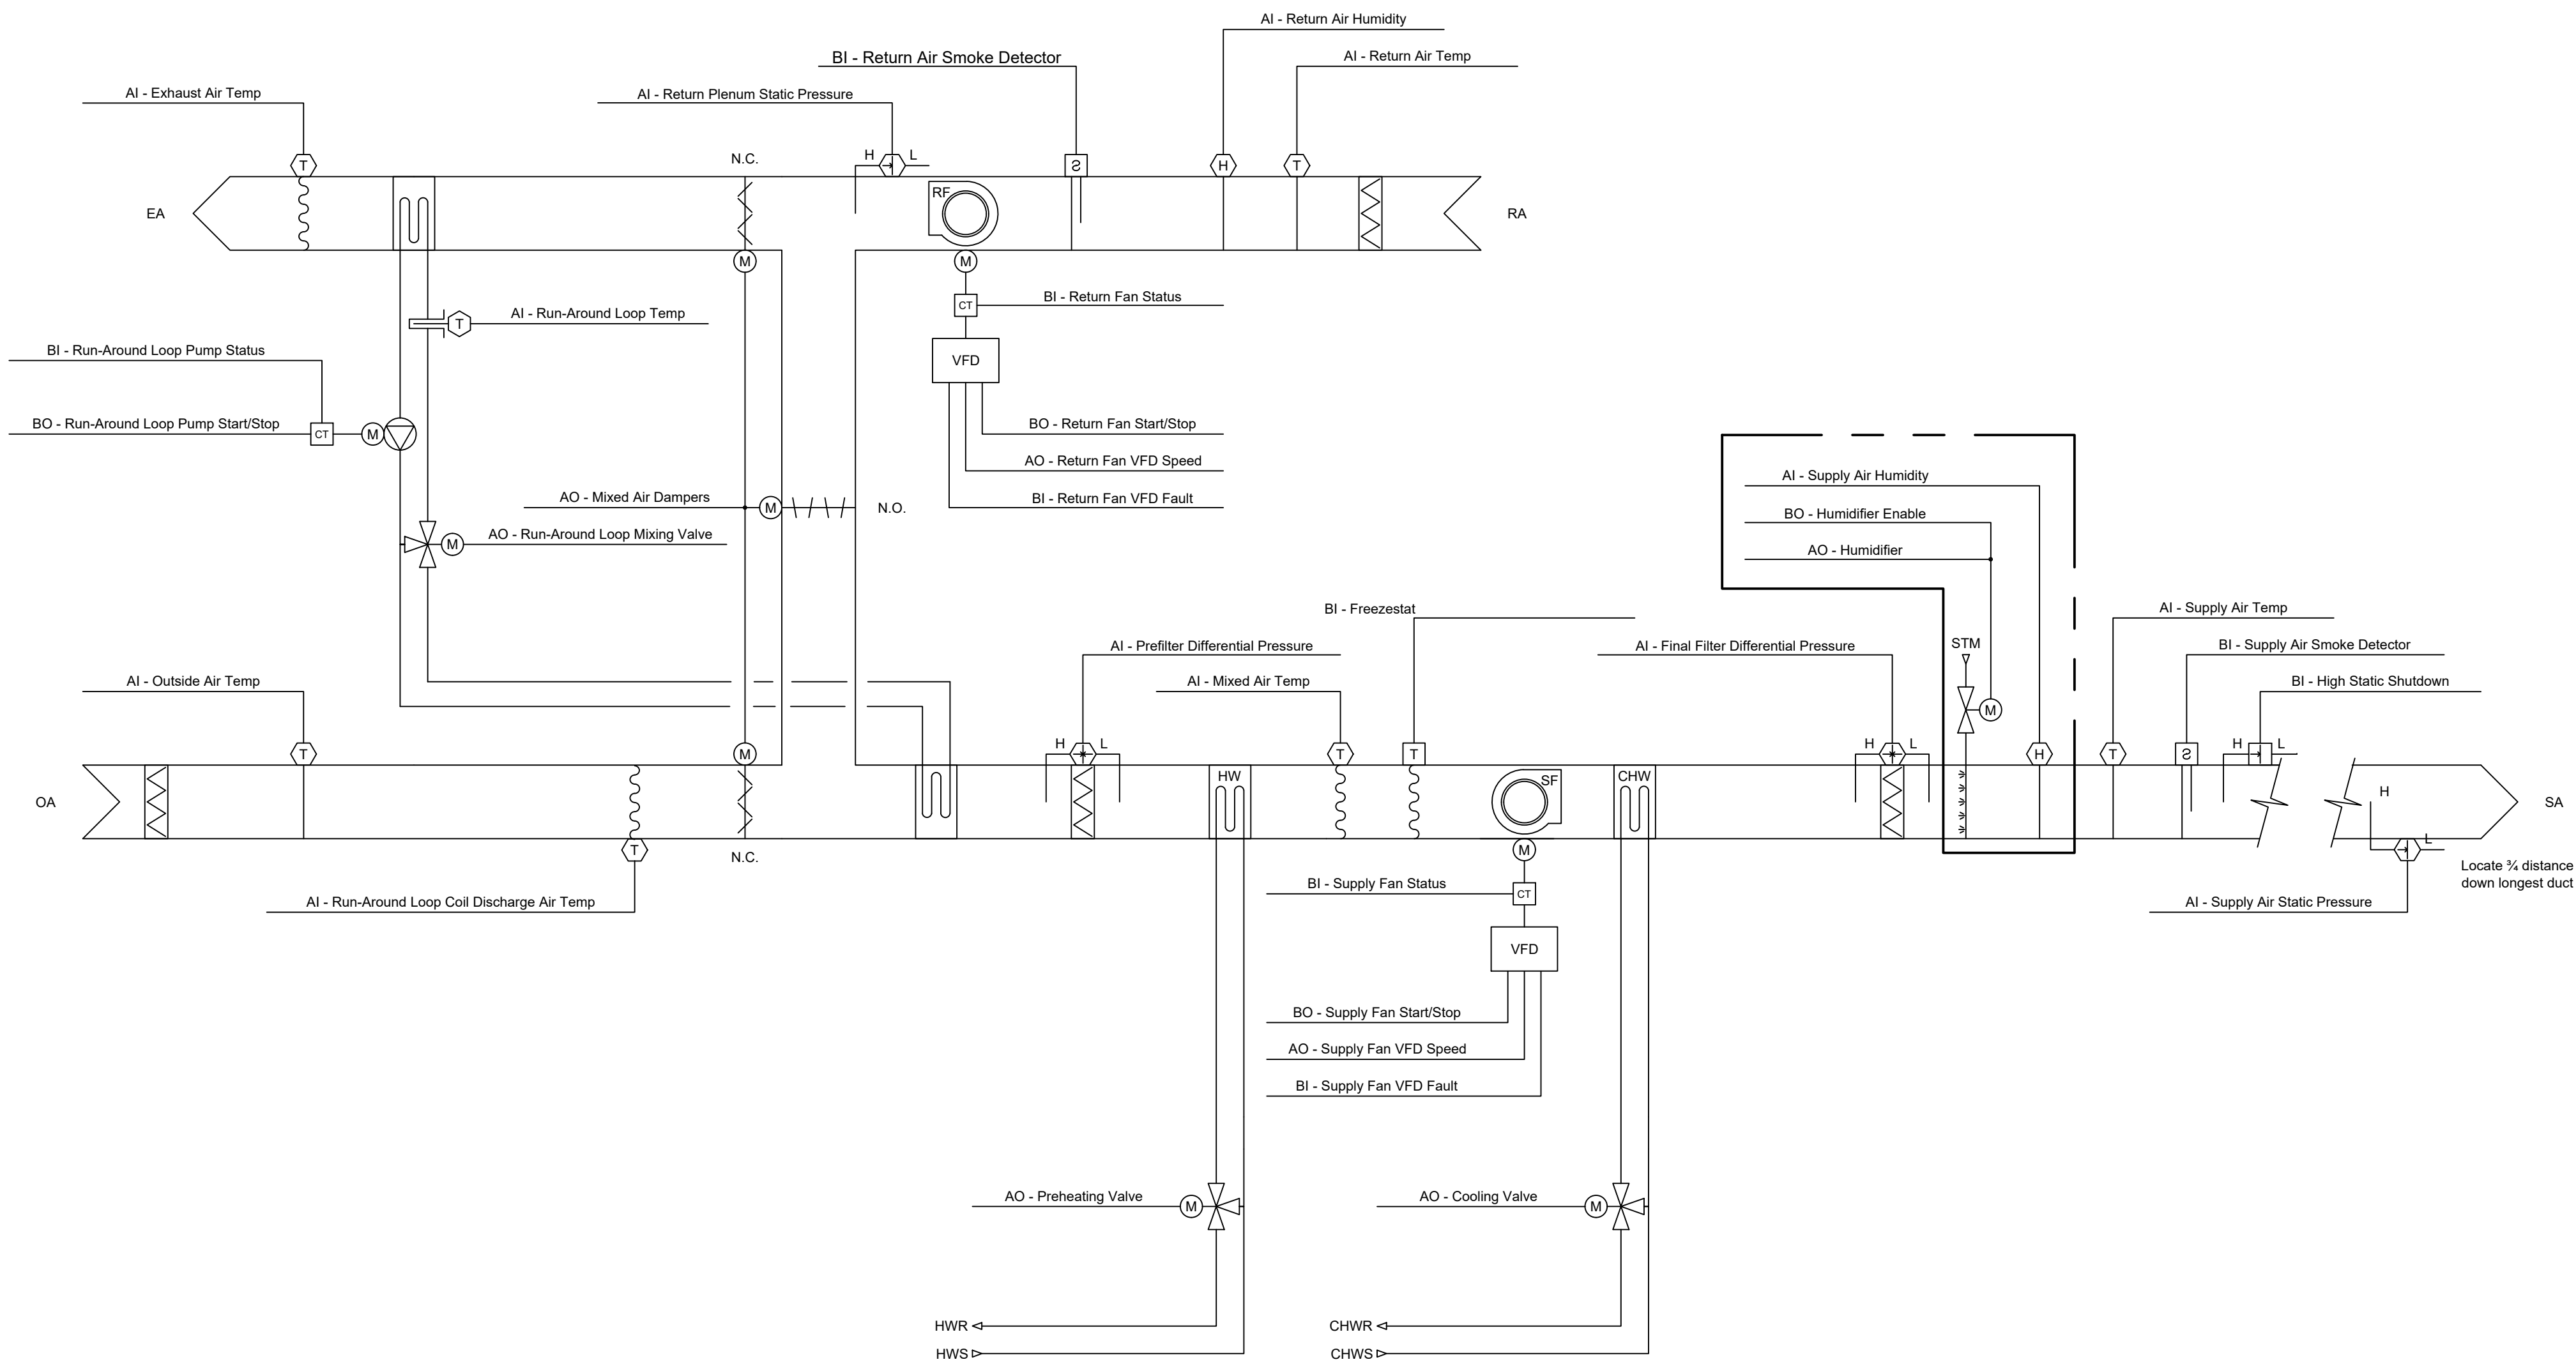 AI - Return Air Humidity
BI - Return Air Smoke Detector
AI - Return Air Temp
AI - Exhaust Air Temp
AI - Return Plenum Static Pressure
T
N.C.
H
L
S
H
T
EA
RF
RA
M
M
AI - Run-Around Loop Temp
T
CT
BI - Return Fan Status
BI - Run-Around Loop Pump Status
VFD
BO - Run-Around Loop Pump Start/Stop
CT
M
BO - Return Fan Start/Stop
AO - Return Fan VFD Speed
AO - Mixed Air Dampers
M
N.O.
BI - Return Fan VFD Fault
AO - Run-Around Loop Mixing Valve
M
AI - Supply Air Humidity
BO - Humidifier Enable
AO - Humidifier
BI - Freezestat
AI - Supply Air Temp
AI - Prefilter Differential Pressure
AI - Final Filter Differential Pressure
STM
BI - Supply Air Smoke Detector
AI - Outside Air Temp
AI - Mixed Air Temp
BI - High Static Shutdown
M
T
M
H
L
T
T
H
L
H
T
S
H
L
OA
HW
SF
CHW
H
SA
T
N.C.
M
L
Locate ¾ distance
down longest duct
AI - Run-Around Loop Coil Discharge Air Temp
BI - Supply Fan Status
CT
AI - Supply Air Static Pressure
VFD
BO - Supply Fan Start/Stop
AO - Supply Fan VFD Speed
BI - Supply Fan VFD Fault
AO - Preheating Valve
M
AO - Cooling Valve
M
HWR
CHWR
HWS
CHWS